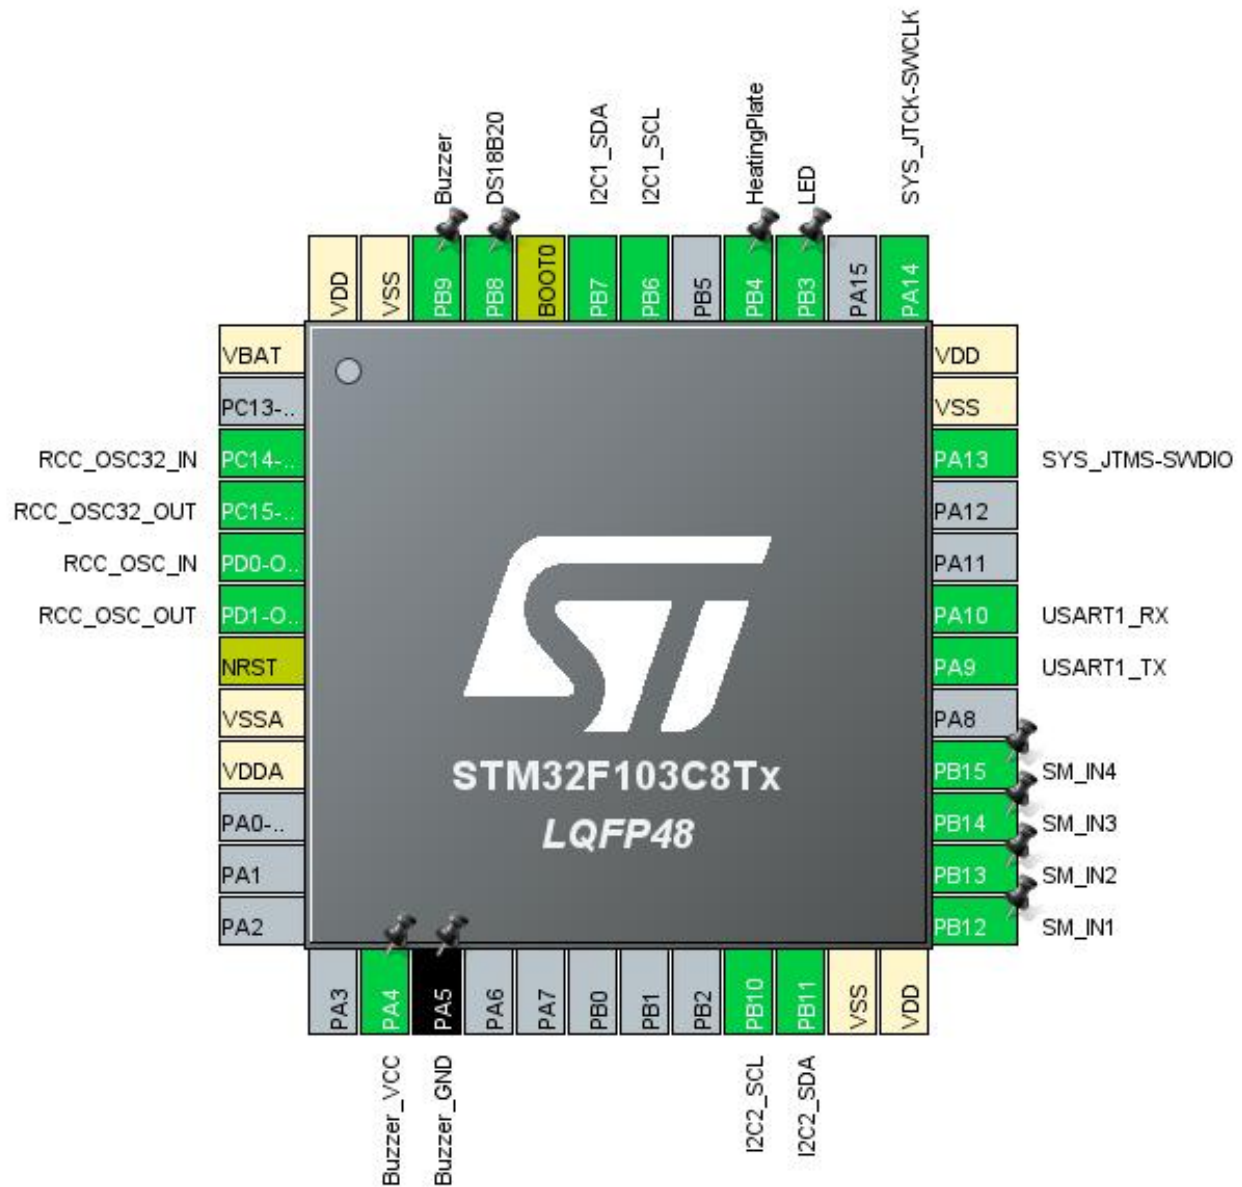 Buzzer
DS18B20
I2C1_SDA
I2C1_SCL
HeatingPlate
LED
SYS_JTCK-SWCLK
VDD
VSS
PB9
PB8
BOOT0
PB7
PB6
PB5
PB4
PB3
PA15
PA14
VBAT
PC13-..
RCC_OSC32_IN PC14-..
RCC_OSC32_OUT PC15-..
RCC_OSC_IN PD0-O..
RCC_OSC_OUT PD1-O..
NRST
VSSA
VDDA
PA0-..
PA1
PA2
VDD
VSS
PA13 SYS_JTMS-SWDIO
PA12
PA11
PA10 USART1_RX
PA9 USART1_TX
PA8
PB15 SM_IN4
PB14 SM_IN3
PB13 SM_IN2
PB12 SM_IN1
ST
STM32F103C8Tx
LQFP48
PA3
PA4
PA5
PA6
PA7
PB0
PB1
PB2
PB10
PB11
VSS
VDD
Buzzer_VCC
Buzzer_GND
I2C2_SCL
I2C2_SDA